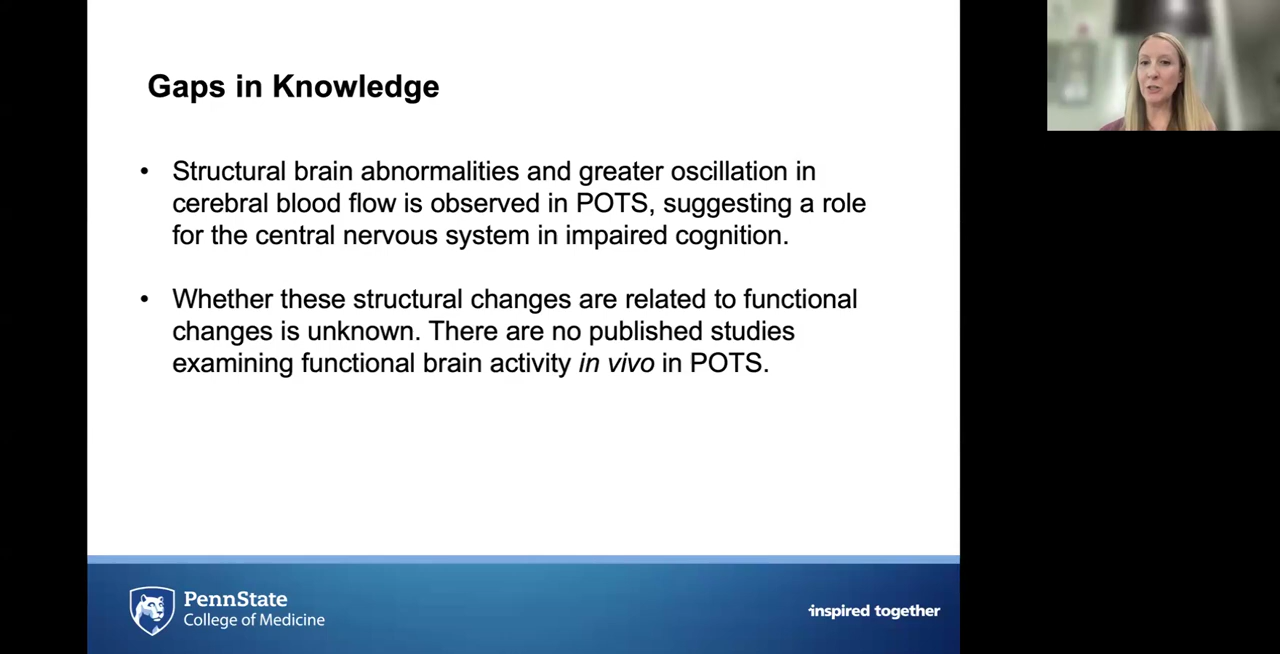 Gaps in Knowledge
• Structural brain abnormalities and greater oscillation in
cerebral blood flow is observed in POTS, suggesting a role
for the central nervous system in impaired cognition.
• Whether these structural changes are related to functional
changes is unknown. There are no published studies
examining functional brain activity in vivo in POTS.
PennState
College of Medicine
inspired together